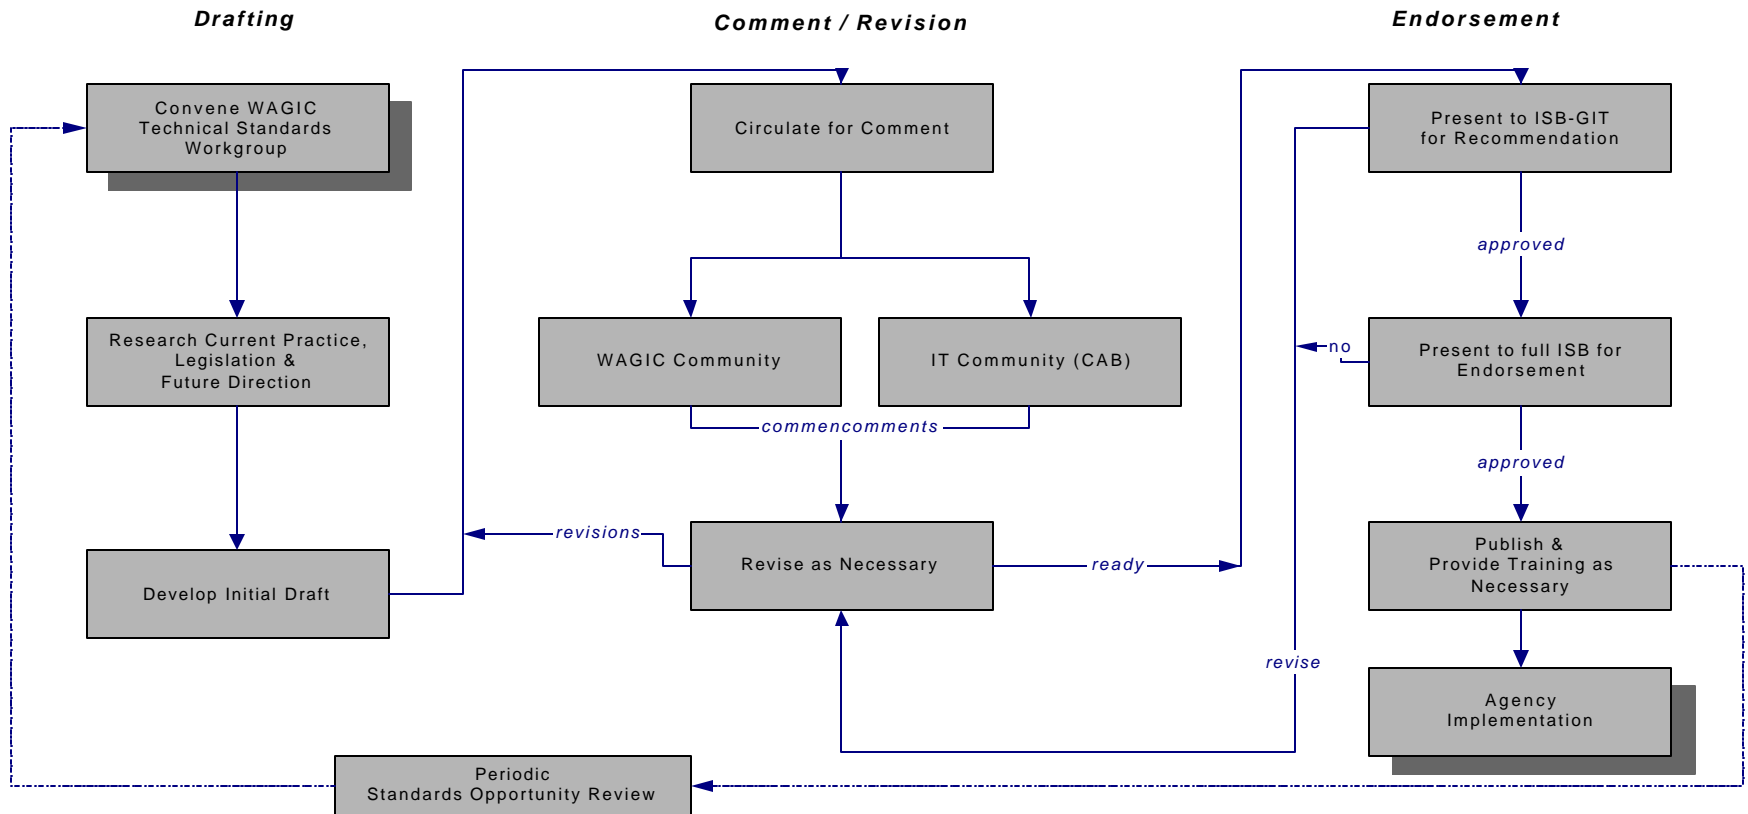 Drafting
Comment / Revision
Endorsement
Convene WAGIC
Technical Standards
Workgroup
Circulate for Comment
Present to ISB-GIT
for Recommendation
approved
Research Current Practice,
Legislation &
Future Direction
WAGIC Community
IT Community (CAB)
no
Present to full ISB for
Endorsement
commencomments
approved
revisions
Develop Initial Draft
Revise as Necessary
ready
Publish &
Provide Training as
Necessary
revise
Agency
Implementation
Periodic
Standards Opportunity Review